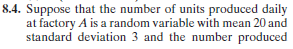 8.4. Suppose that the number of units produced daily
at factory A is a random variable with mean 20 and
standard deviation 3 and the number produced